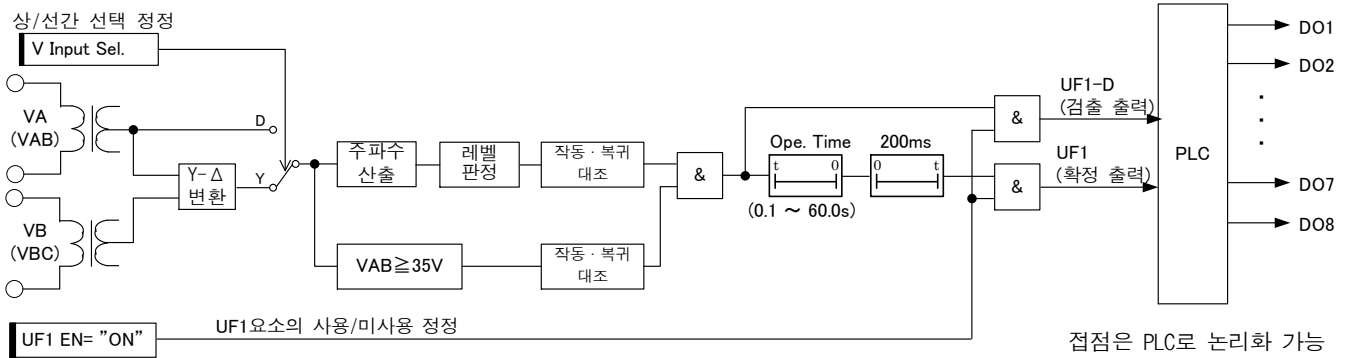 상/선간 선택 정정
V Input Sel.
VA
(VAB)
VB
(VBC)
Y-Δ
변환
D
Y
주파수
산출
레벨
판정
작동·복귀
대조
VAB≧35V
작동·복귀
대조
&
Ope. Time
t 0
(0.1 ~ 60.0s)
200ms
0 t
&
&
UF1-D
(검출 출력)
UF1
(확정 출력)
PLC
DO1
DO2
DO7
DO8
UF1 EN= "ON"
UF1요소의 사용/미사용 정정
접점은 PLC로 논리화 가능